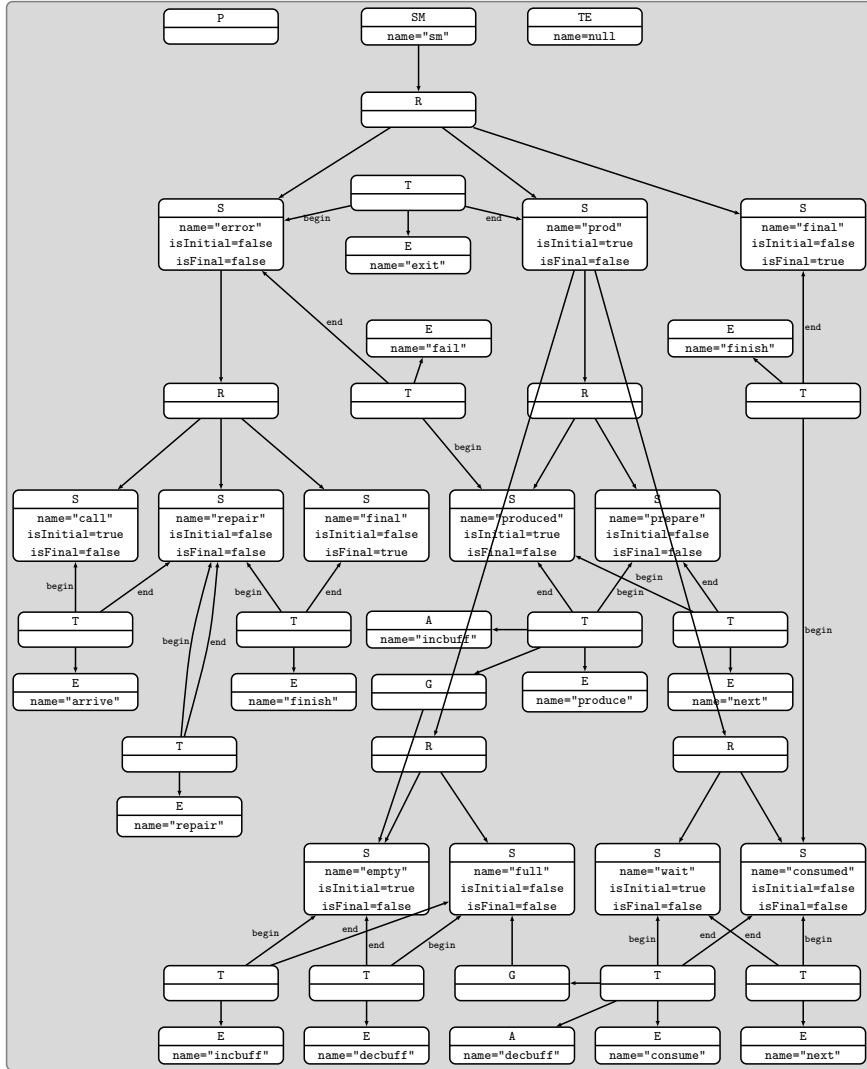 P
SM
name="sm"
TE
name=null
R
S
name="error"
isInitial=false
isFinal=false
T
begin
end
S
name="prod"
isInitial=true
isFinal=false
S
name="final"
isInitial=false
isFinal=true
E
name="exit"
end
E
name="fail"
E
name="finish"
end
R
T
R
T
begin
S
name="call"
isInitial=true
isFinal=false
S
name="repair"
isInitial=false
isFinal=false
S
name="final"
isInitial=false
isFinal=true
S
name="produced"
isInitial=true
isFinal=false
S
name="prepare"
isInitial=false
isFinal=false
begin
end
begin
end
end
begin
begin
end
T
T
A
name="incbuff"
T
T
begin
end
begin
E
name="arrive"
E
name="finish"
G
E
name="produce"
E
name="next"
T
R
R
E
name="repair"
S
name="empty"
isInitial=true
isFinal=false
S
name="full"
isInitial=false
isFinal=false
S
name="wait"
isInitial=true
isFinal=false
S
name="consumed"
isInitial=false
isFinal=false
begin
end
end
begin
begin
end
end
begin
T
T
G
T
T
E
name="incbuff"
E
name="decbuff"
A
name="decbuff"
E
name="consume"
E
name="next"